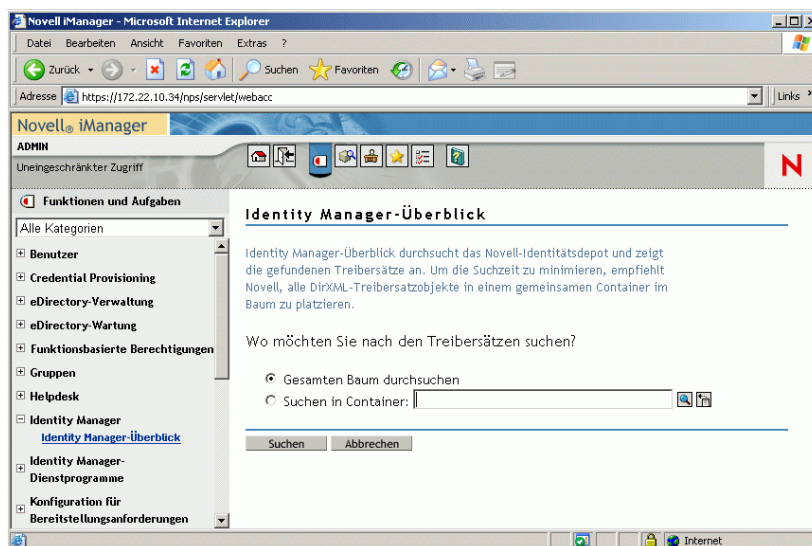 Novell iManager - Microsoft Internet Explorer
Datei Bearbeiten Ansicht Favoriten Extras ?
Zurück Suchen Favoriten
Adresse https://172.22.10.34/nps/servlet/webacc Links »
Novell® iManager
ADMIN
Uneingeschränkter Zugriff
N
Funktionen und Aufgaben
Alle Kategorien
Benutzer
Credential Provisioning
eDirectory-Verwaltung
eDirectory-Wartung
Funktionsbasierte Berechtigungen
Gruppen
Helpdesk
Identity Manager
Identity Manager-Überblick
Identity Manager-
Dienstprogramme
Konfiguration für
Bereitstellungsanforderungen
Identity Manager-Überblick
Identity Manager-Überblick durchsucht das Novell-Identitätsdepot und zeigt
die gefundenen Treibersätze an. Um die Suchzeit zu minimieren, empfiehlt
Novell, alle DirXML-Treibersatzobjekte in einem gemeinsamen Container im
Baum zu platzieren.
Wo möchten Sie nach den Treibersätzen suchen?
Gesamten Baum durchsuchen
Suchen in Container:
Suchen Abbrechen
Internet